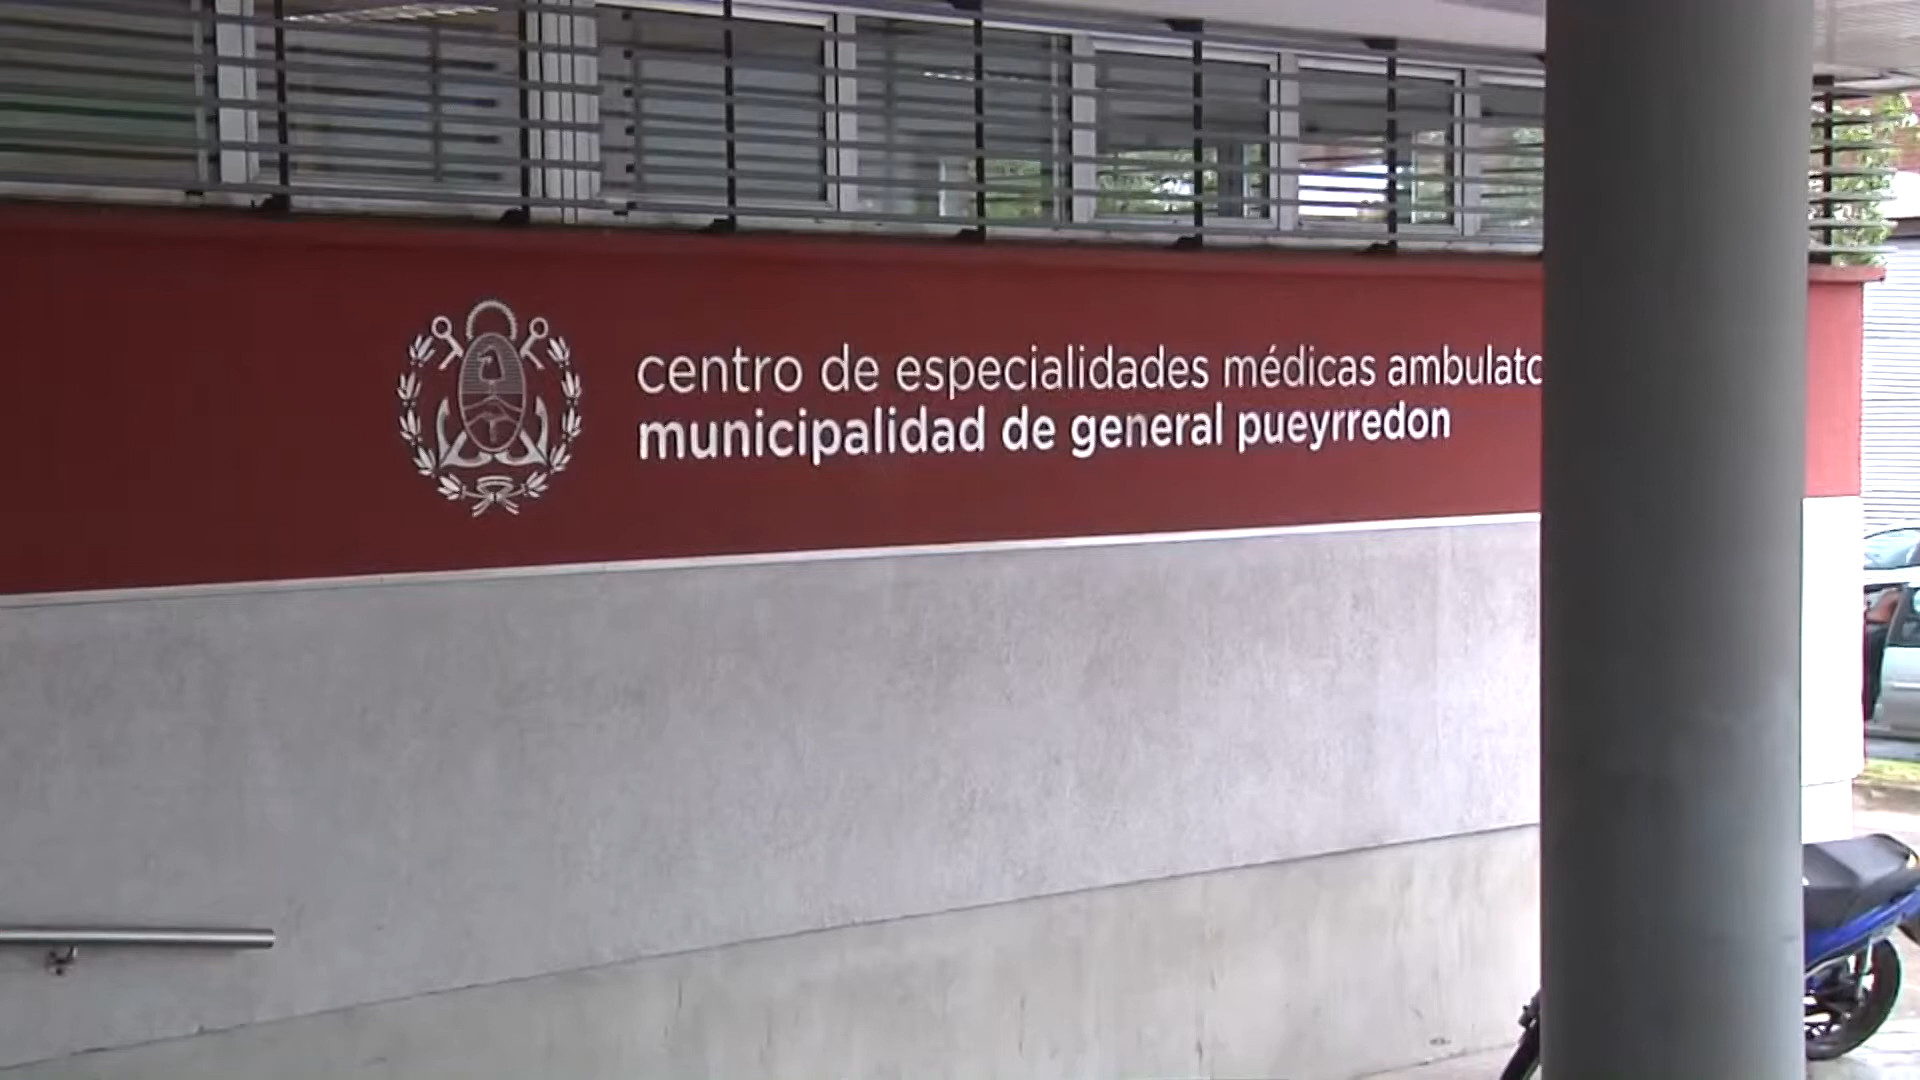 centro de especialidades médicas ambulato
municipalidad de general pueyrredon